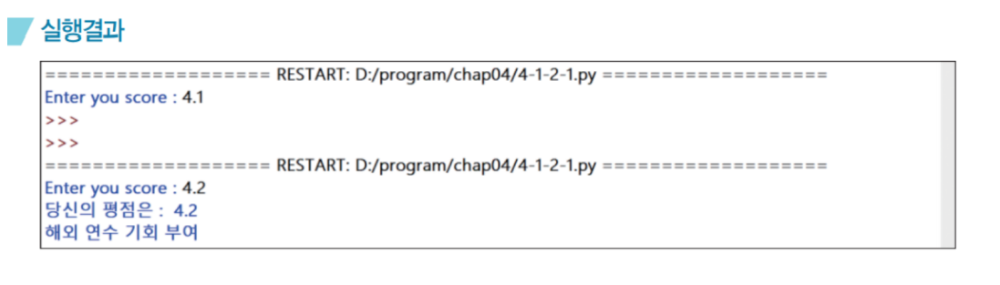 실행결과
=================== RESTART: D:/program/chap04/4-1-2-1.py ===================
Enter you score : 4.1
>>>
>>>
=================== RESTART: D:/program/chap04/4-1-2-1.py ===================
Enter you score : 4.2
당신의 평점은 :  4.2
해외 연수 기회 부여